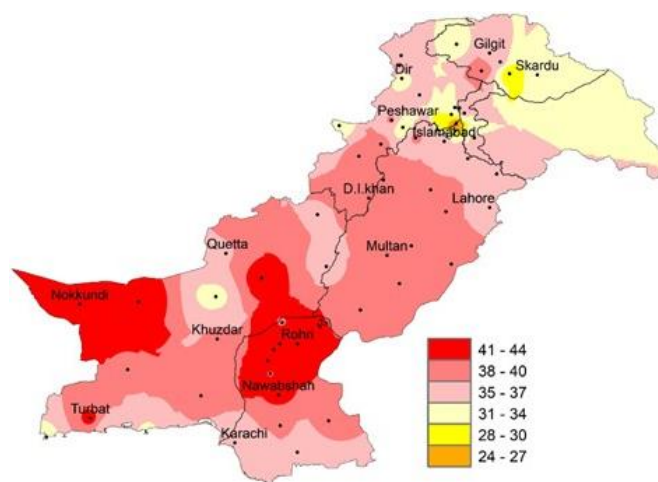 Gilgit
Skardu
Dir
Peshawar
Islamabad
D.I.khan
Lahore
Multan
Quetta
Nokkundi
Khuzdar
Rohri
Nawabshah
Turbat
Karachi
41 - 44
38 - 40
35 - 37
31 - 34
28 - 30
24 - 27